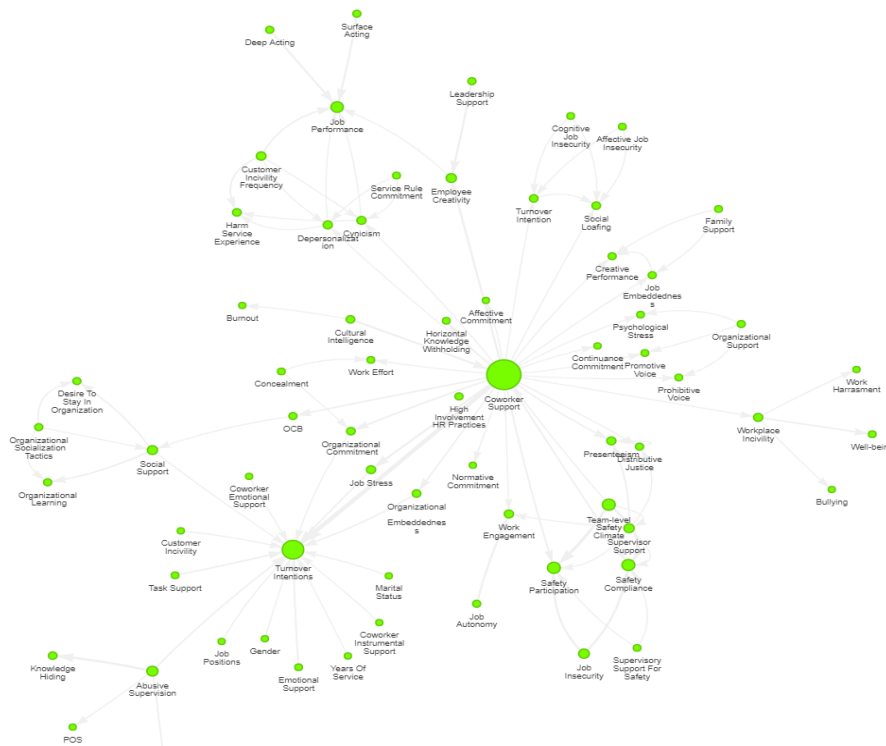 Surface
Acting
Deep Acting
Leadership
Support
Job
Performance
Cognitive
Job
Insecurity
Affective Job
Insecurity
Customer
Incivility
Frequency
Service Rule
Commitment
Employee
Creativity
Turnover
Intention
Social
Loafing
Family
Support
Harm
Service
Experience
Depersonalizat
ion
Cynicism
Creative
Performance
Job
Embeddednes
s
Affective
Commitment
Burnout
Cultural
Intelligence
Horizontal
Knowledge
Withholding
Psychological
Stress
Organizational
Support
Continuance
Commitment
Promotive
Voice
Work Effort
Concealment
Coworker
Support
Prohibitive
Voice
Work
Harrasment
Desire To
Stay In
Organization
High
Involvement
HR Practices
OCB
Workplace
Incivility
Well-bein
Organizational
Socialization
Tactics
Social
Support
Organizational
Commitment
Presenteeism
Distributive
Justice
Organizational
Learning
Coworker
Emotional
Support
Job Stress
Normative
Commitment
Bullying
Organizational
Embeddednes
s
Work
Engagement
Team-level
Safety
Climate
Supervisor
Support
Customer
Incivility
Turnover
Intentions
Task Support
Marital
Status
Safety
Participation
Safety
Compliance
Job
Autonomy
Job
Positions
Gender
Coworker
Instrumental
Support
Emotional
Support
Years Of
Service
Job
Insecurity
Supervisory
Support For
Safety
Knowledge
Hiding
Abusive
Supervision
POS